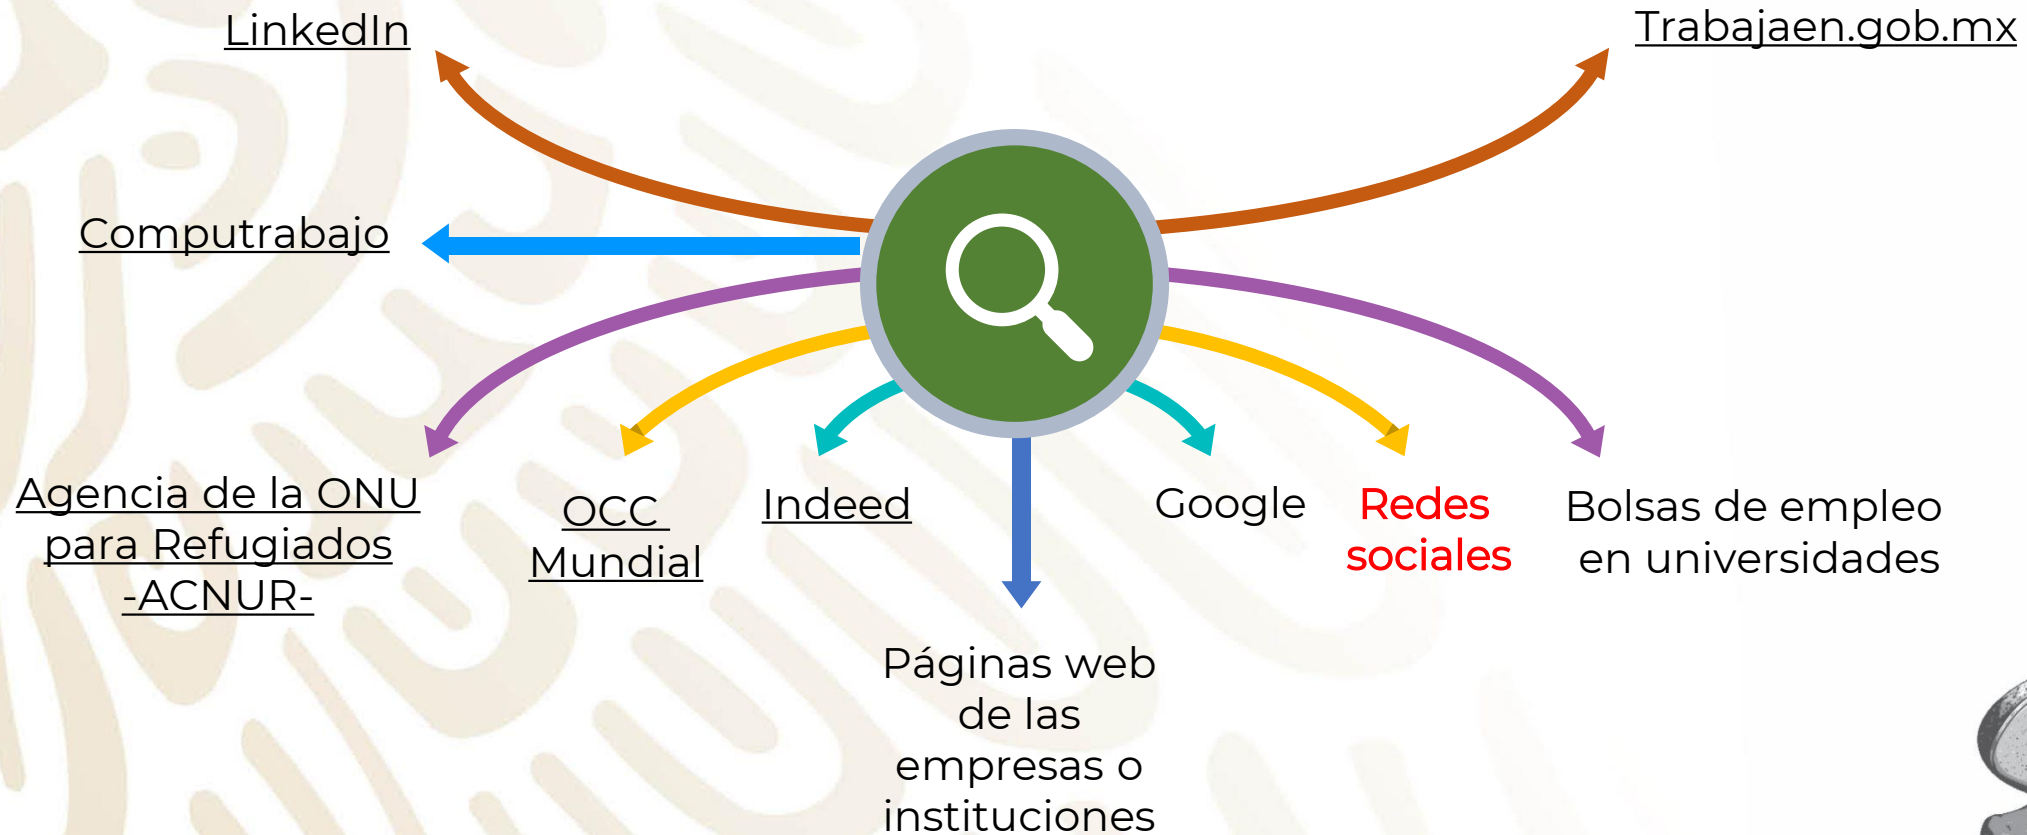 LinkedIn
Trabajaen.gob.mx
Computrabajo
Agencia de la ONU
para Refugiados
-ACNUR-
OCC
Mundial
Indeed
Google
Redes
sociales
Bolsas de empleo
en universidades
Páginas web
de las
empresas o
instituciones